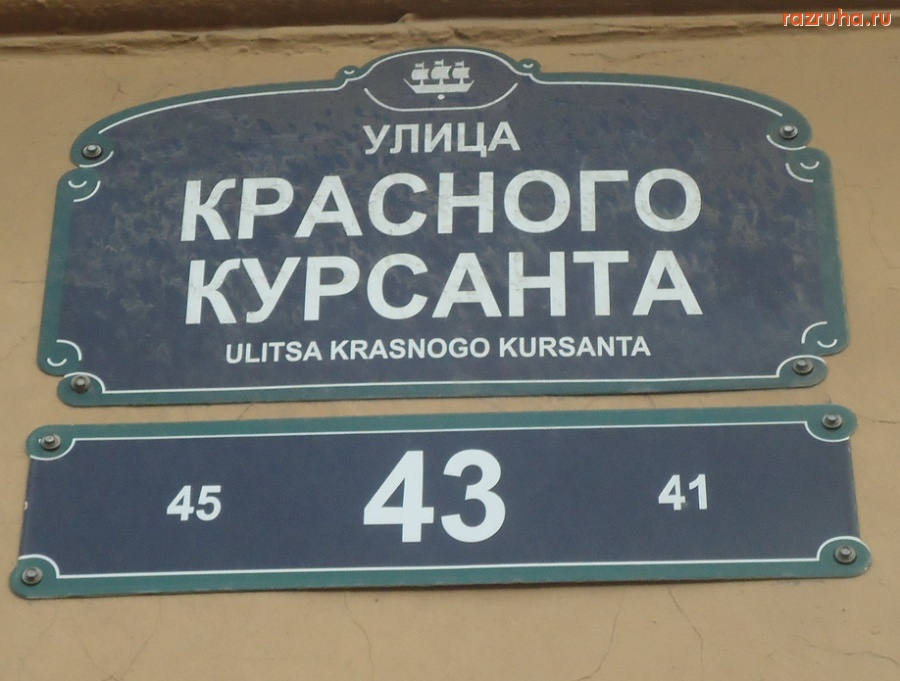 razruha.ru
УЛИЦА
КРАСНОГО
КУРСАНТА
ULITSA KRASNOGO KURSANTA
45 43 41